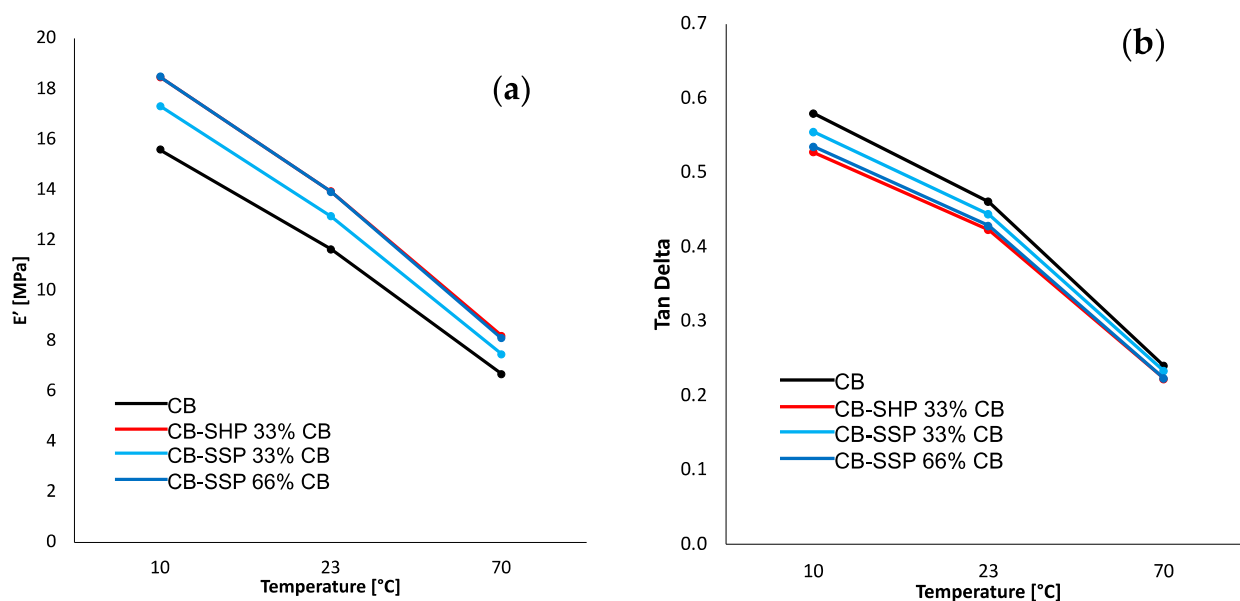 (a)
20
18
16
14
12
10
8
6
4
2
0
E’ [MPa]
CB
CB-SHP 33% CB
CB-SSP 33% CB
CB-SSP 66% CB
10
23
70
Temperature [°C]
(b)
0.7
0.6
0.5
0.4
0.3
0.2
0.1
0.0
Tan Delta
CB
CB-SHP 33% CB
CB-SSP 33% CB
CB-SSP 66% CB
10
23
70
Temperature [°C]